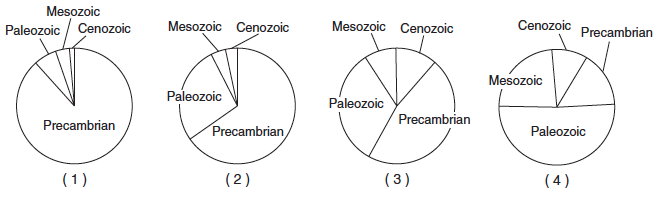 Mesozoic
Paleozoic Cenozoic
Precambrian
(1)
Mesozoic Cenozoic
Paleozoic
Precambrian
(2)
Mesozoic Cenozoic
Paleozoic
Precambrian
(3)
Cenozoic Precambrian
Mesozoic
Paleozoic
(4)